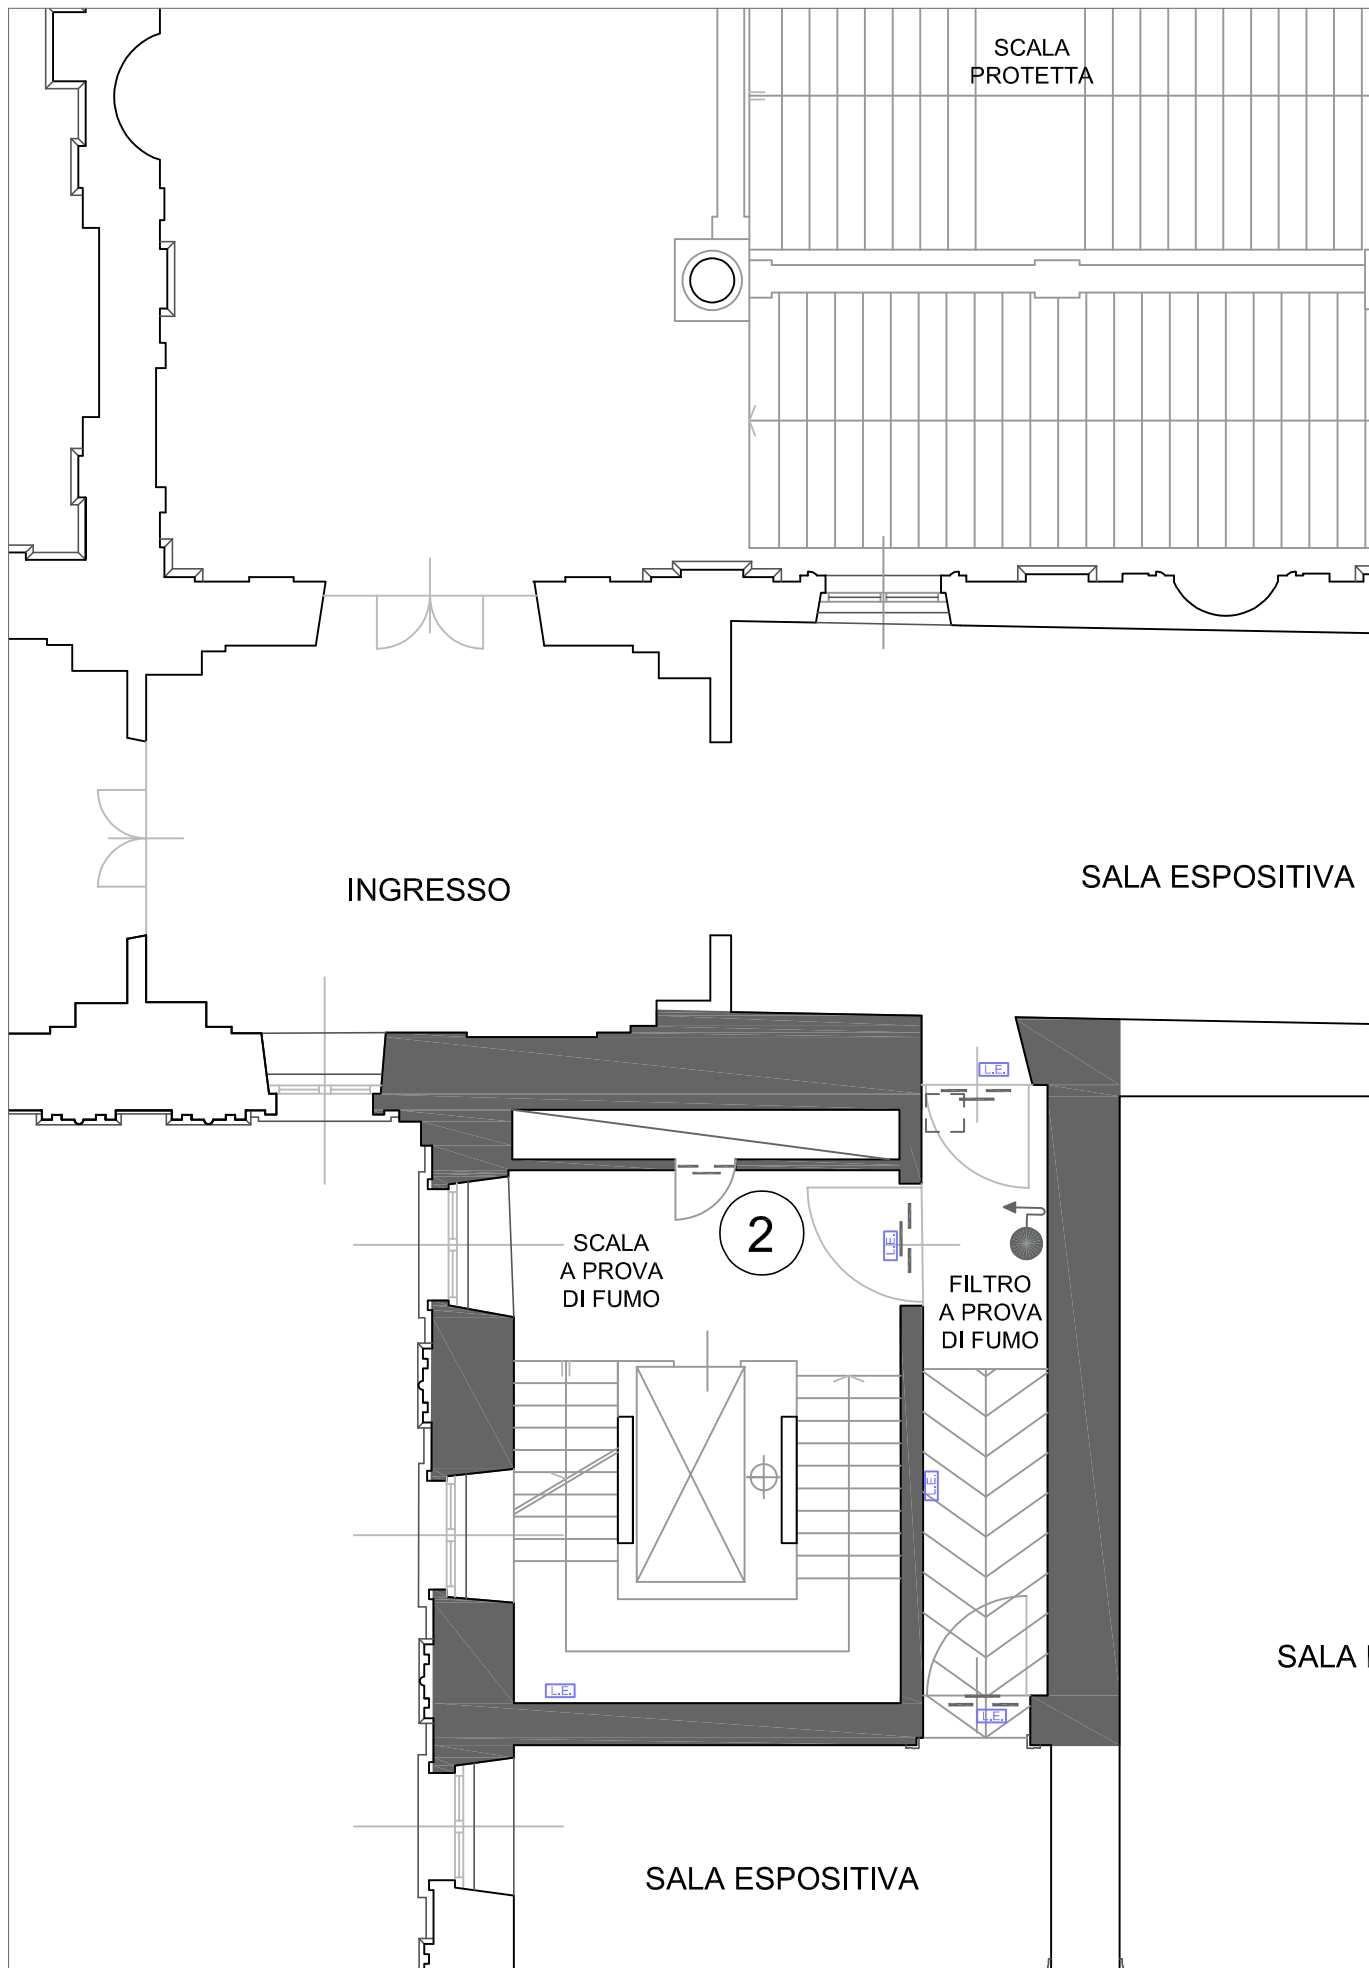 SCALA
PROTETTA
INGRESSO
SALA ESPOSITIVA
L.E.
SCALA
A PROVA
DI FUMO
2
L.E.
FILTRO
A PROVA
DI FUMO
L.E.
SALA
L.E.
L.E.
SALA ESPOSITIVA